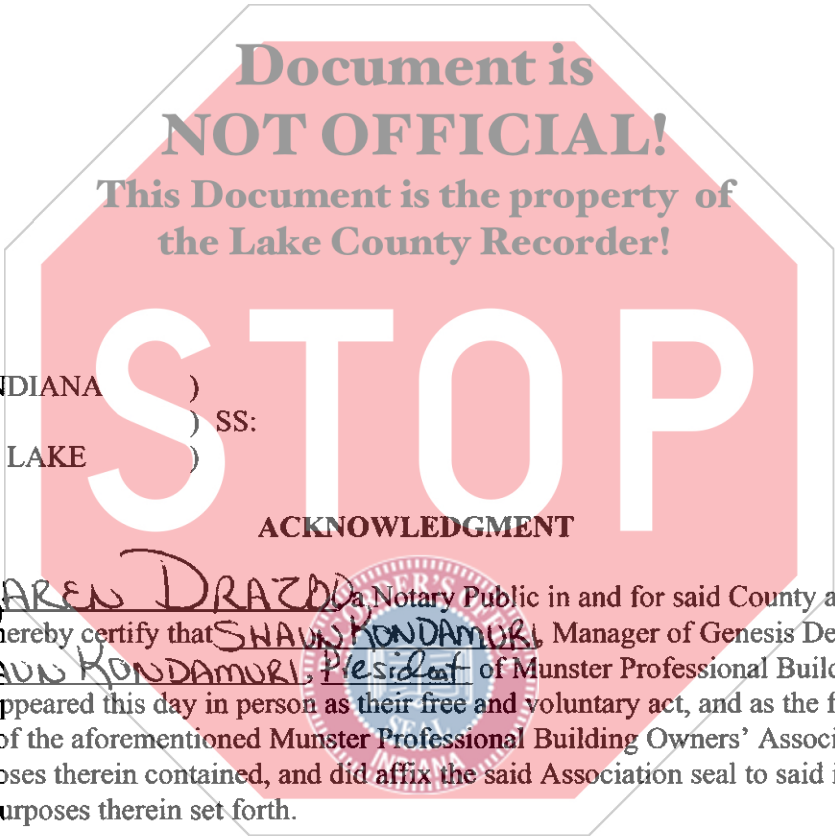 Document is
NOT OFFICIAL!
This Document is the property of
the Lake County Recorder!
STOP
NDIANA )
) SS:
LAKE )
ACKNOWLEDGMENT
AREN DRAZBO a Notary Public in and for said County a
hereby certify that SHAUN KONDAMURI, Manager of Genesis De
AUN KONDAMURI, President of Munster Professional Build
ppeared this day in person as their free and voluntary act, and as the f
of the aforementioned Munster Professional Building Owners' Associ
oses therein contained, and did affix the said Association seal to said i
urposes therein set forth.
SEAL
INDIANA